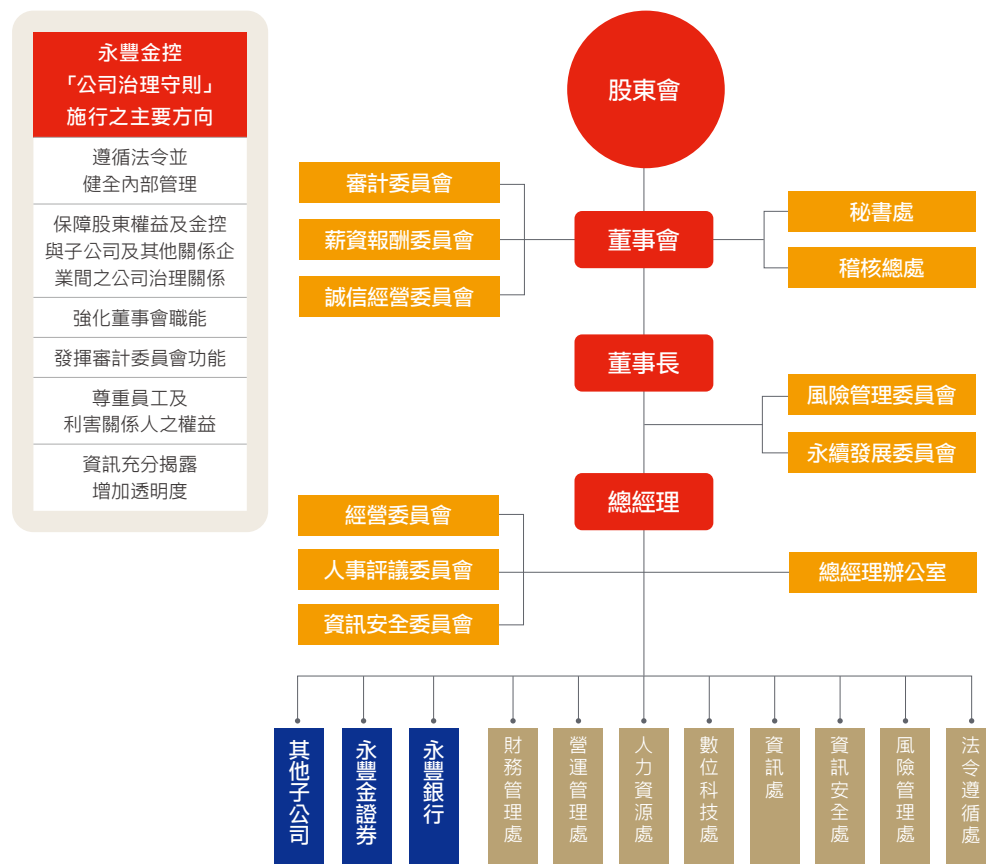 永豐金控
「公司治理守則」
施行之主要方向
遵循法令並
健全內部管理
保障股東權益及金控
與子公司及其他關係企
業間之公司治理關係
強化董事會職能
發揮審計委員會功能
尊重員工及
利害關係人之權益
資訊充分揭露
增加透明度
股東會
審計委員會
薪資報酬委員會
誠信經營委員會
董事會
秘書處
稽核總處
董事長
風險管理委員會
永續發展委員會
總經理
經營委員會
人事評議委員會
資訊安全委員會
總經理辦公室
其他子公司
永豐金證券
永豐銀行
財務管理處
營運管理處
人力資源處
數位科技處
資訊處
資訊安全處
風險管理處
法令遵循處